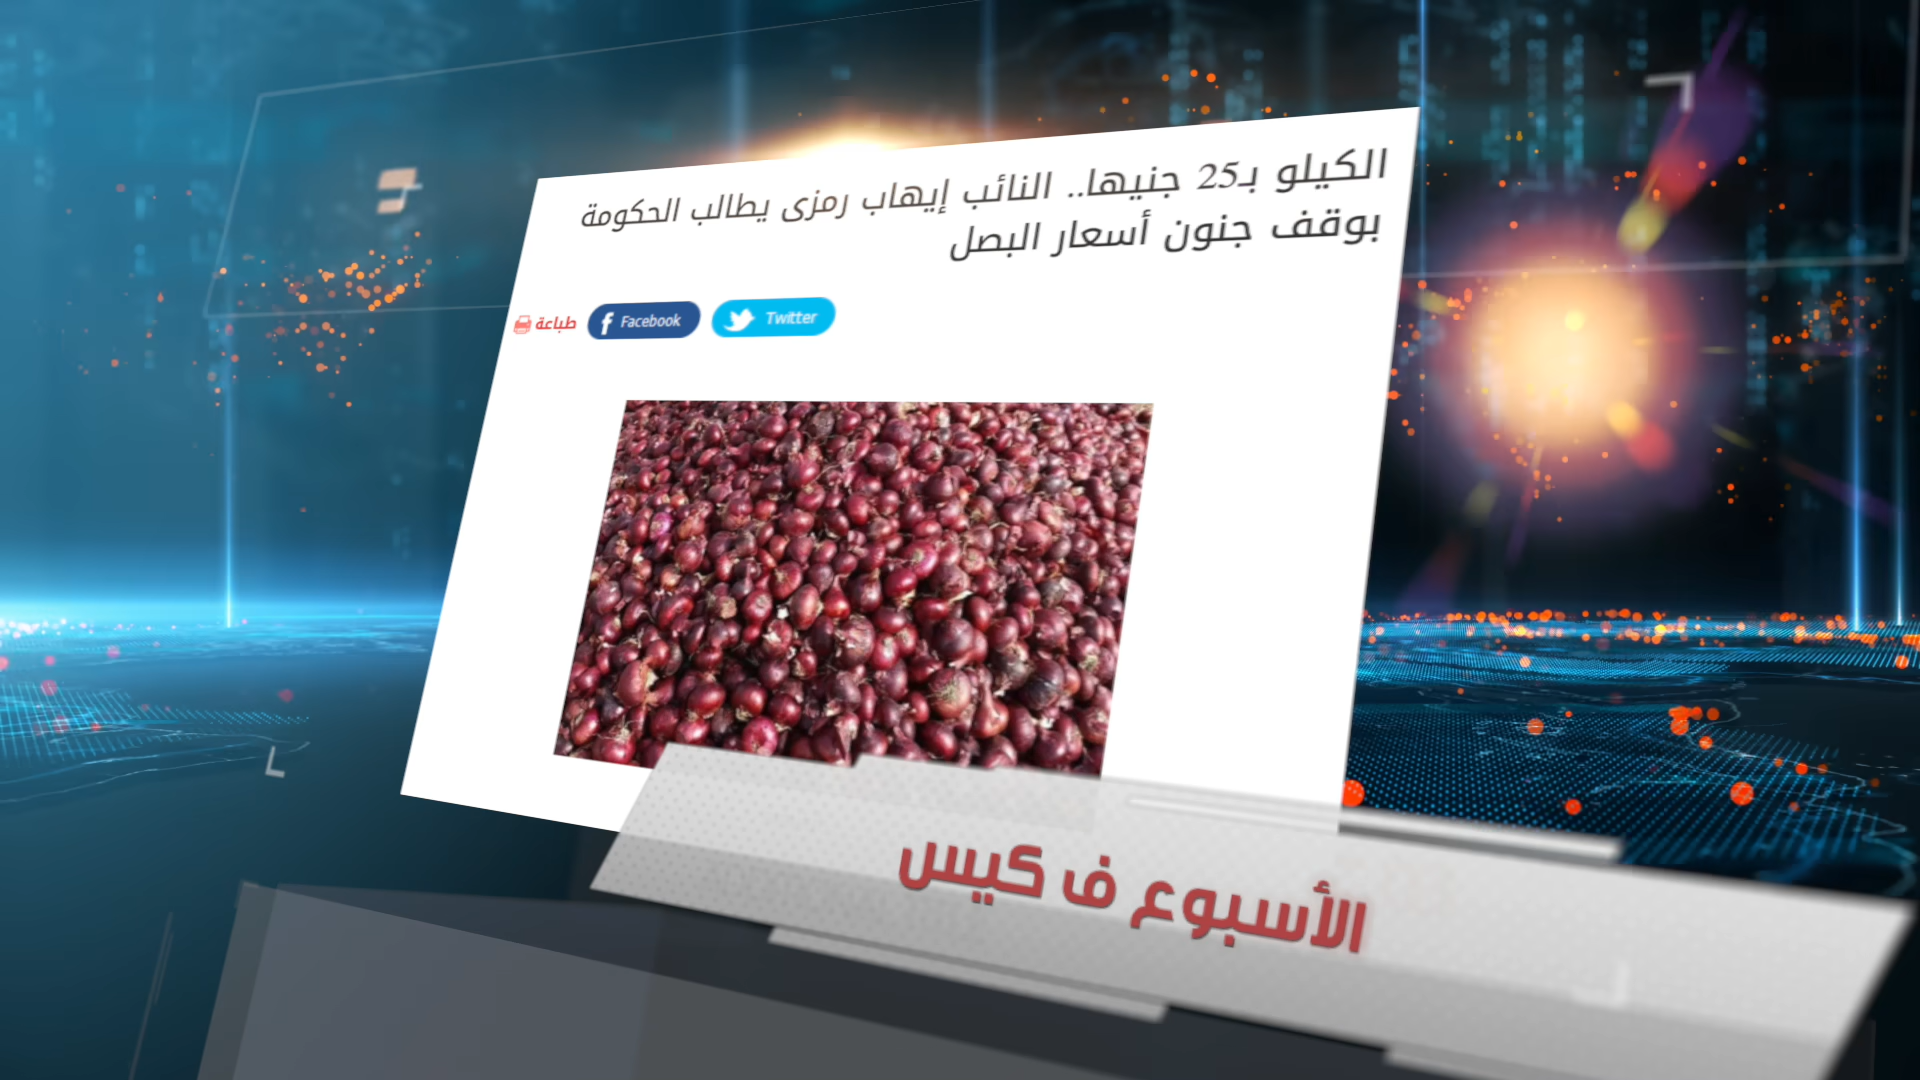 الكيلو بـ25 جنيها.. النائب إيهاب رمزى يطالب الحكومة
بوقف جنون أسعار البصل
طباعة
Facebook
Twitter
الأسبوع ف كيس